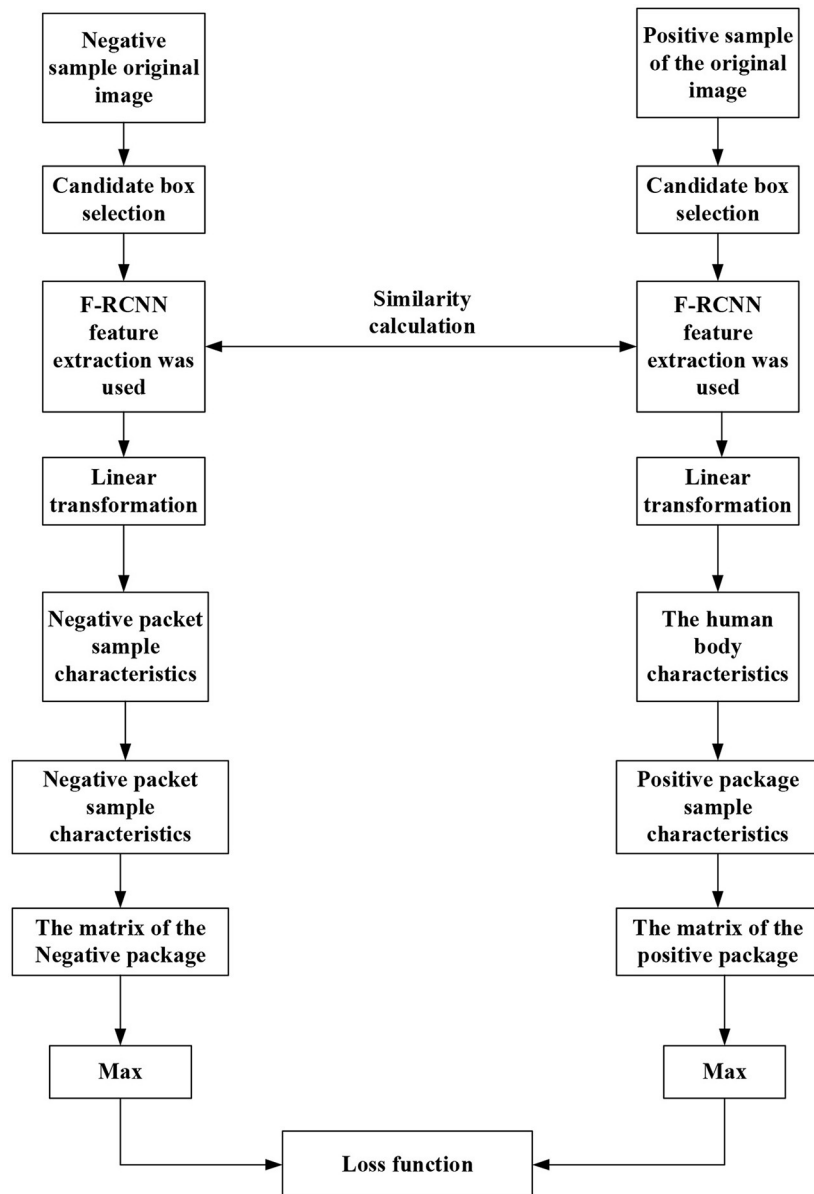 Negative
sample original
image
Candidate box
selection
F-RCNN
feature
extraction was
used
Linear
transformation
Negative packet
sample
characteristics
Negative packet
sample
characteristics
The matrix of the
Negative package
Max
Similarity
calculation
Positive sample
of the original
image
Candidate box
selection
F-RCNN
feature
extraction was
used
Linear
transformation
The human
body
characteristics
Positive package
sample
characteristics
The matrix of the
positive package
Max
Loss function